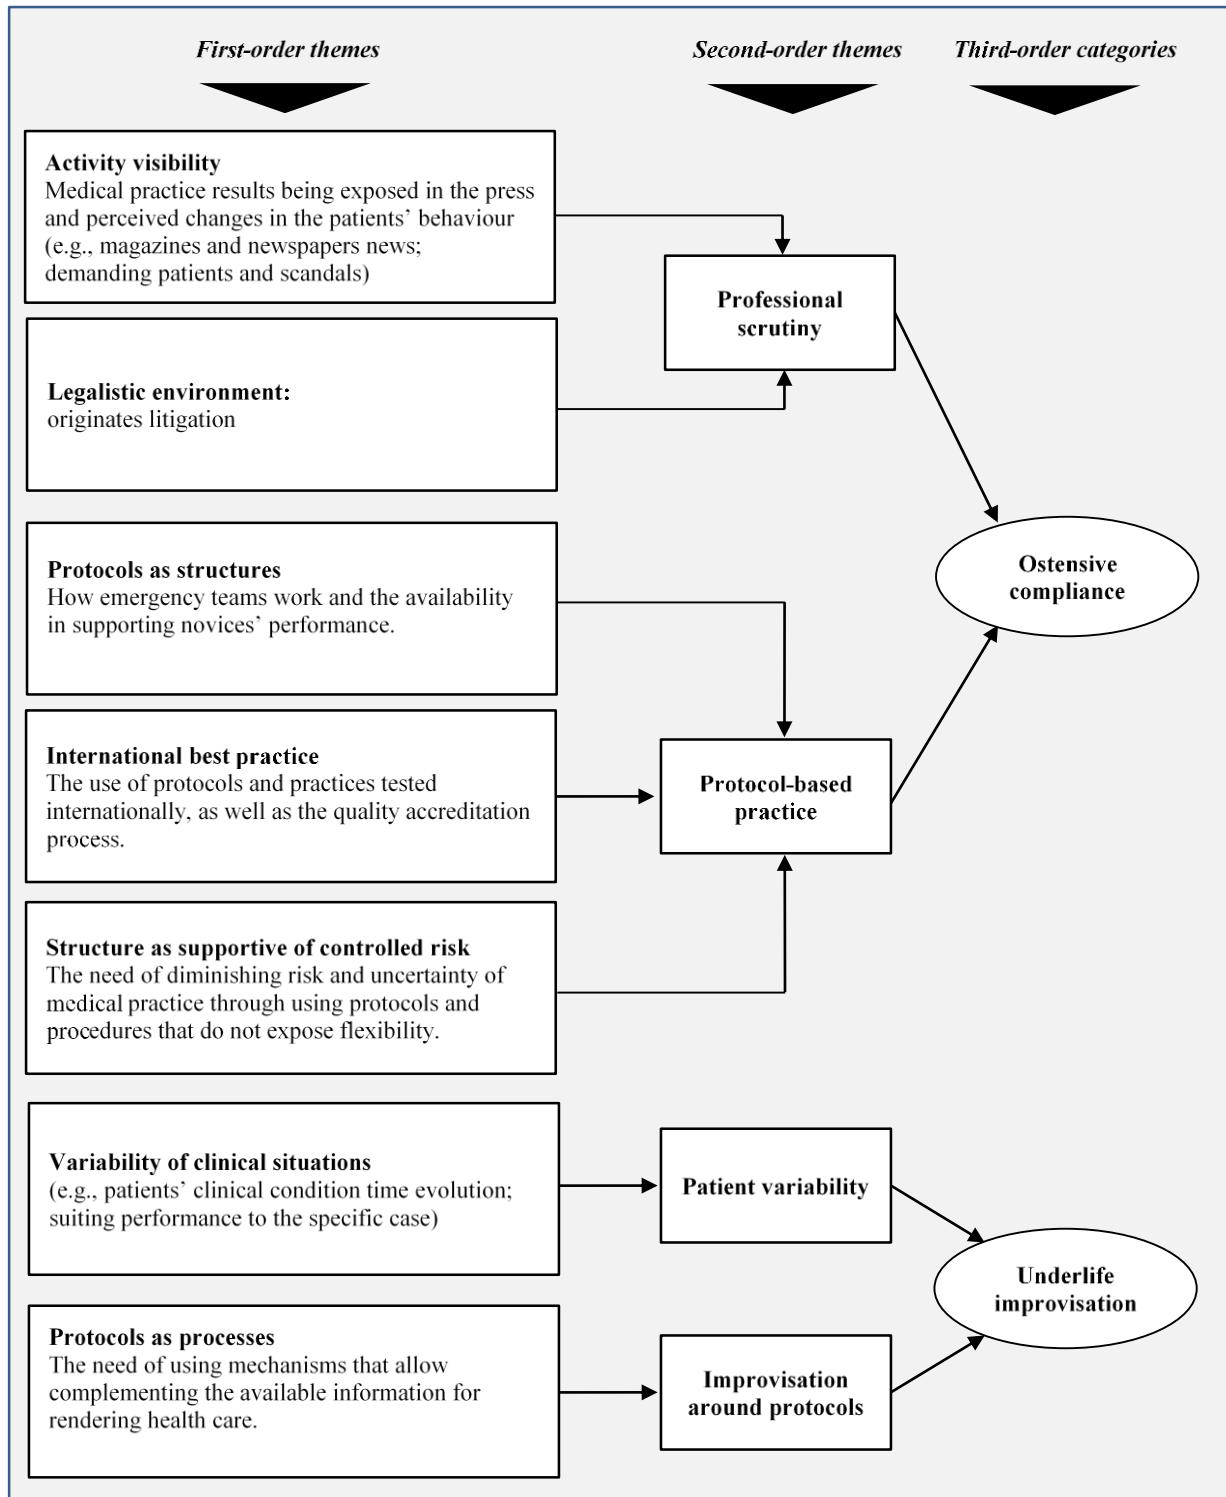 First-order themes
Second-order themes
Third-order categories
Activity visibility
Medical practice results being exposed in the press
and perceived changes in the patients’ behaviour
(e.g., magazines and newspapers news;
demanding patients and scandals)
Professional
scrutiny
Legalistic environment:
originates litigation
Ostensive
compliance
Protocols as structures
How emergency teams work and the availability
in supporting novices’ performance.
International best practice
The use of protocols and practices tested
internationally, as well as the quality accreditation
process.
Protocol-based
practice
Structure as supportive of controlled risk
The need of diminishing risk and uncertainty of
medical practice through using protocols and
procedures that do not expose flexibility.
Variability of clinical situations
(e.g., patients’ clinical condition time evolution;
suiting performance to the specific case)
Patient variability
Underlife
improvisation
Protocols as processes
The need of using mechanisms that allow
complementing the available information for
rendering health care.
Improvisation
around protocols